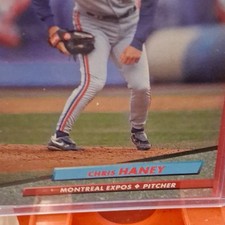 CHRIS HANEY
MONTREAL EXPOS ✦ PITCHER